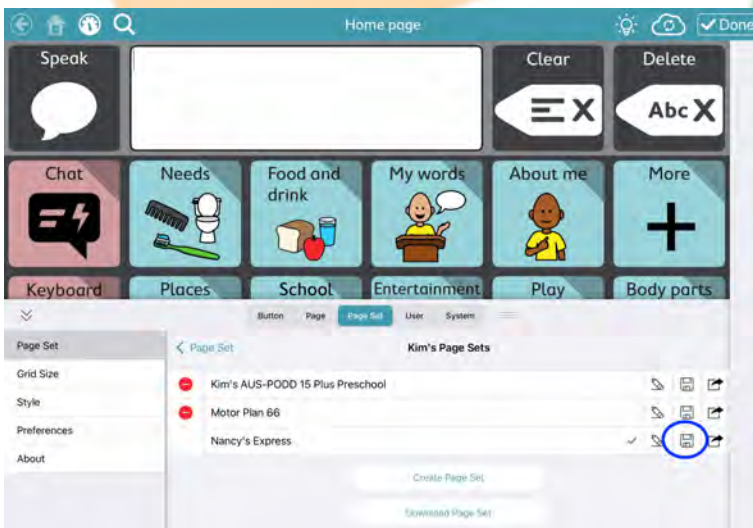 Home page
Done
Speak
Clear
Delete
Abc X
Chat
Needs
Food and
drink
My words
About me
More
Keyboard
Places
School
Entertainment
Play
Body parts
Button
Page
Page Set
User
System
Page Set
Page Set
Kim's Page Sets
Grid Size
Kim's AUS-PODD 15 Plus Preschool
Style
Motor Plan 66
Preferences
Nancy's Express
About
Create Page Set
Download Page Set